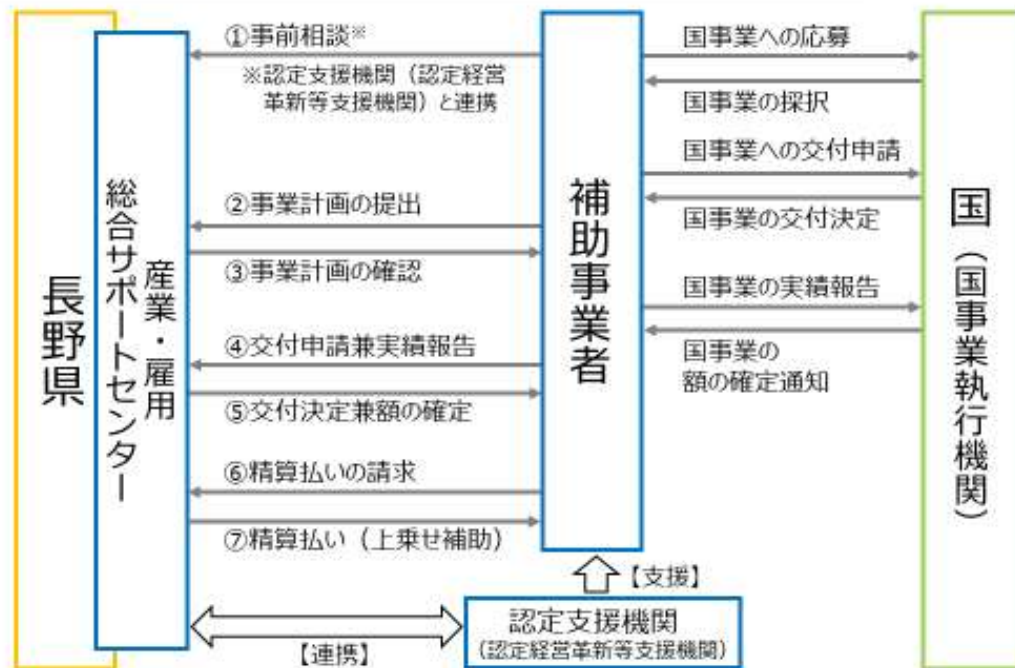 長野県
産業・雇用
総合サポートセンター
①事前相談※
※認定支援機関（認定経営
革新等支援機関）と連携
②事業計画の提出
③事業計画の確認
④交付申請兼実績報告
⑤交付決定兼額の確定
⑥精算払いの請求
⑦精算払い（上乗せ補助）
補助事業者
国事業への応募
国事業の採択
国事業への交付申請
国事業の交付決定
国事業の実績報告
国事業の
額の確定通知
国（国事業執行機関）
【支援】
認定支援機関
（認定経営革新等支援機関）
【連携】